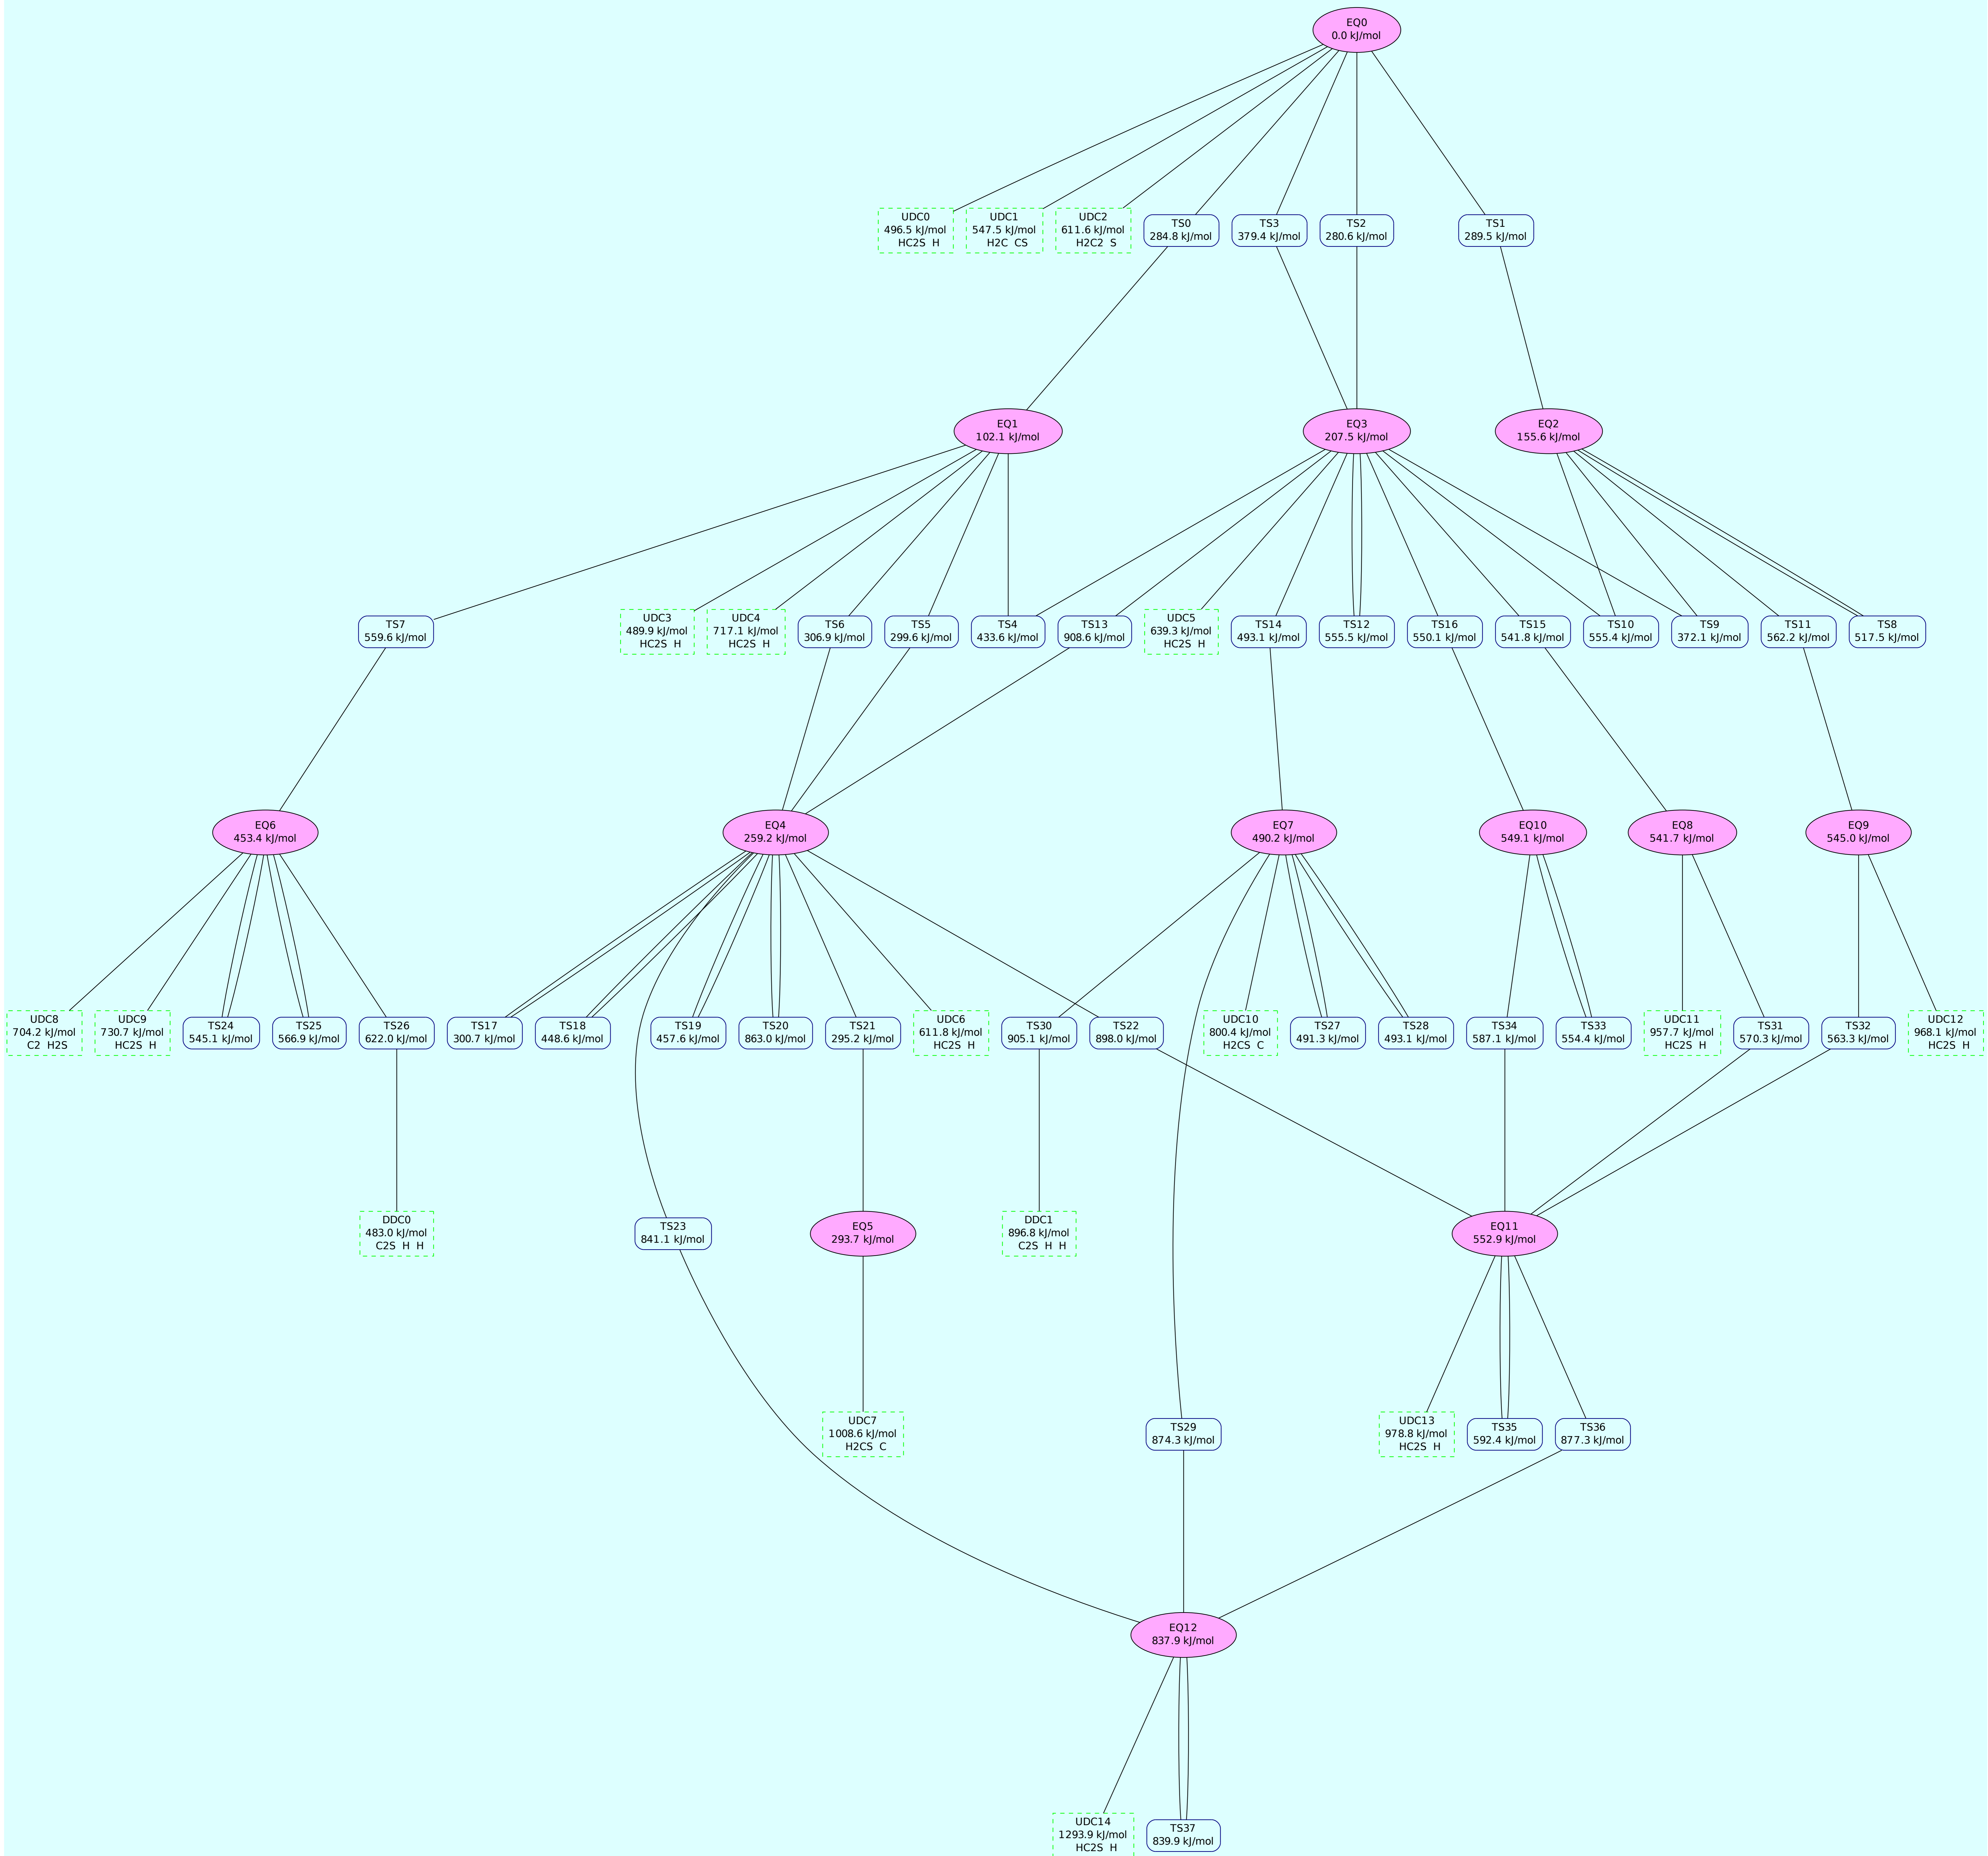 EQ0
0.0 kJ/mol
UDC0
496.5 kJ/mol
HC2S H
UDC1
547.5 kJ/mol
H2C CS
UDC2
611.6 kJ/mol
H2C2 S
TS0
284.8 kJ/mol
TS3
379.4 kJ/mol
TS2
280.6 kJ/mol
TS1
289.5 kJ/mol
EQ1
102.1 kJ/mol
EQ3
207.5 kJ/mol
EQ2
155.6 kJ/mol
TS7
559.6 kJ/mol
UDC3
489.9 kJ/mol
HC2S H
UDC4
717.1 kJ/mol
HC2S H
TS6
306.9 kJ/mol
TS5
299.6 kJ/mol
TS4
433.6 kJ/mol
TS13
908.6 kJ/mol
UDC5
639.3 kJ/mol
HC2S H
TS14
493.1 kJ/mol
TS12
555.5 kJ/mol
TS16
550.1 kJ/mol
TS15
541.8 kJ/mol
TS10
555.4 kJ/mol
TS9
372.1 kJ/mol
TS11
562.2 kJ/mol
TS8
517.5 kJ/mol
EQ6
453.4 kJ/mol
EQ4
259.2 kJ/mol
EQ7
490.2 kJ/mol
EQ10
549.1 kJ/mol
EQ8
541.7 kJ/mol
EQ9
545.0 kJ/mol
UDC8
704.2 kJ/mol
C2 H2S
UDC9
730.7 kJ/mol
HC2S H
TS24
545.1 kJ/mol
TS25
566.9 kJ/mol
TS26
622.0 kJ/mol
TS17
300.7 kJ/mol
TS18
448.6 kJ/mol
TS19
457.6 kJ/mol
TS20
863.0 kJ/mol
TS21
295.2 kJ/mol
UDC6
611.8 kJ/mol
HC2S H
TS30
905.1 kJ/mol
TS22
898.0 kJ/mol
UDC10
800.4 kJ/mol
H2CS C
TS27
491.3 kJ/mol
TS28
493.1 kJ/mol
TS34
587.1 kJ/mol
TS33
554.4 kJ/mol
UDC11
957.7 kJ/mol
HC2S H
TS31
570.3 kJ/mol
TS32
563.3 kJ/mol
UDC12
968.1 kJ/mol
HC2S H
DDC0
483.0 kJ/mol
C2S H H
TS23
841.1 kJ/mol
EQ5
293.7 kJ/mol
DDC1
896.8 kJ/mol
C2S H H
EQ11
552.9 kJ/mol
UDC7
1008.6 kJ/mol
H2CS C
TS29
874.3 kJ/mol
UDC13
978.8 kJ/mol
HC2S H
TS35
592.4 kJ/mol
TS36
877.3 kJ/mol
EQ12
837.9 kJ/mol
UDC14
1293.9 kJ/mol
HC2S H
TS37
839.9 kJ/mol